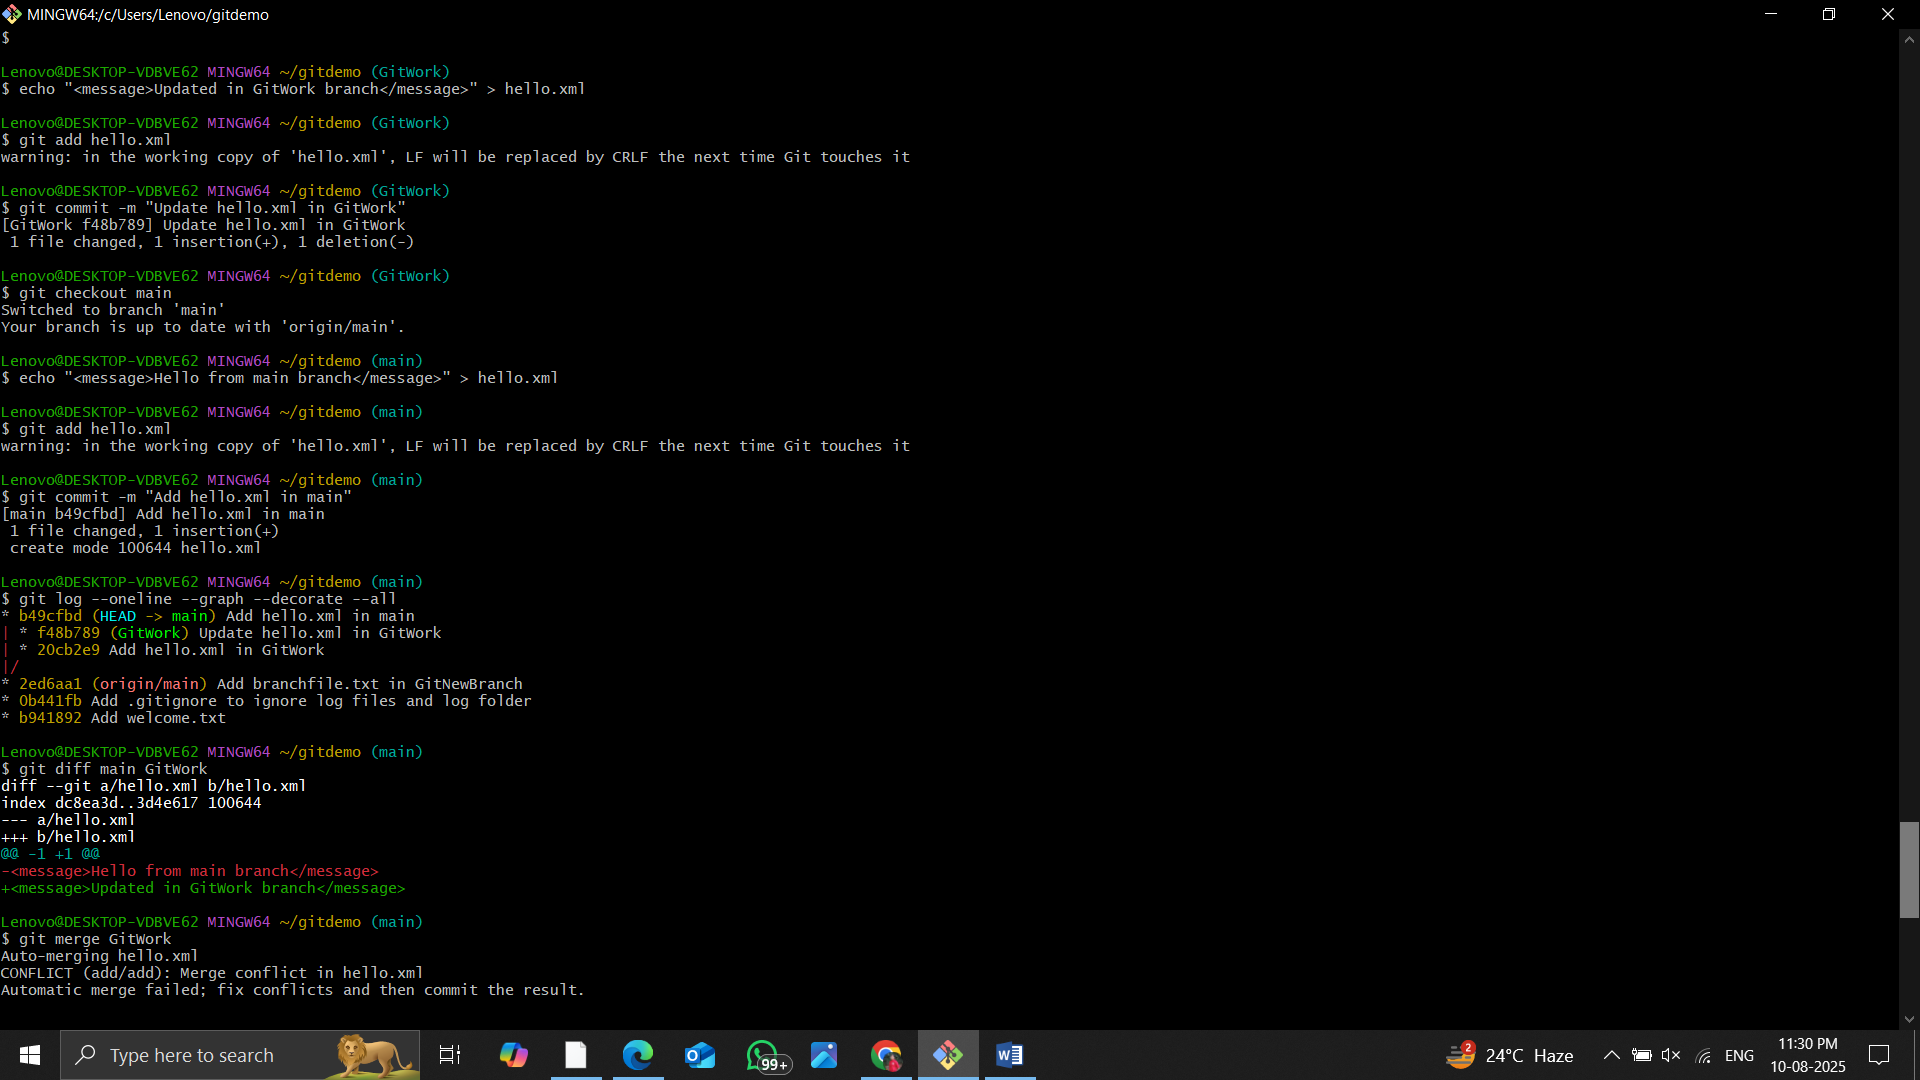 MINGW64:/c/Users/Lenovo/gitdemo
$
Lenovo@DESKTOP-VDBVE62 MINGW64 ~/gitdemo (GitWork)
$ echo "<message>Updated in GitWork branch</message>" > hello.xml
Lenovo@DESKTOP-VDBVE62 MINGW64 ~/gitdemo (GitWork)
$ git add hello.xml
warning: in the working copy of 'hello.xml', LF will be replaced by CRLF the next time Git touches it
Lenovo@DESKTOP-VDBVE62 MINGW64 ~/gitdemo (GitWork)
$ git commit -m "Update hello.xml in GitWork"
[GitWork f48b789] Update hello.xml in GitWork
 1 file changed, 1 insertion(+), 1 deletion(-)
Lenovo@DESKTOP-VDBVE62 MINGW64 ~/gitdemo (GitWork)
$ git checkout main
Switched to branch 'main'
Your branch is up to date with 'origin/main'.
Lenovo@DESKTOP-VDBVE62 MINGW64 ~/gitdemo (main)
$ echo "<message>Hello from main branch</message>" > hello.xml
Lenovo@DESKTOP-VDBVE62 MINGW64 ~/gitdemo (main)
$ git add hello.xml
warning: in the working copy of 'hello.xml', LF will be replaced by CRLF the next time Git touches it
Lenovo@DESKTOP-VDBVE62 MINGW64 ~/gitdemo (main)
$ git commit -m "Add hello.xml in main"
[main b49cfbd] Add hello.xml in main
 1 file changed, 1 insertion(+)
 create mode 100644 hello.xml
Lenovo@DESKTOP-VDBVE62 MINGW64 ~/gitdemo (main)
$ git log --oneline --graph --decorate --all
* b49cfbd (HEAD -> main) Add hello.xml in main
| * f48b789 (GitWork) Update hello.xml in GitWork
| * 20cb2e9 Add hello.xml in GitWork
|/
* 2ed6aa1 (origin/main) Add branchfile.txt in GitNewBranch
* 0b441fb Add .gitignore to ignore log files and log folder
* b941892 Add welcome.txt
Lenovo@DESKTOP-VDBVE62 MINGW64 ~/gitdemo (main)
$ git diff main GitWork
diff --git a/hello.xml b/hello.xml
index dc8ea3d..3d4e617 100644
--- a/hello.xml
+++ b/hello.xml
@@ -1 +1 @@
-<message>Hello from main branch</message>
+<message>Updated in GitWork branch</message>
Lenovo@DESKTOP-VDBVE62 MINGW64 ~/gitdemo (main)
$ git merge GitWork
Auto-merging hello.xml
CONFLICT (add/add): Merge conflict in hello.xml
Automatic merge failed; fix conflicts and then commit the result.
Type here to search
99+
2
24°C Haze
ENG
11:30 PM
10-08-2025